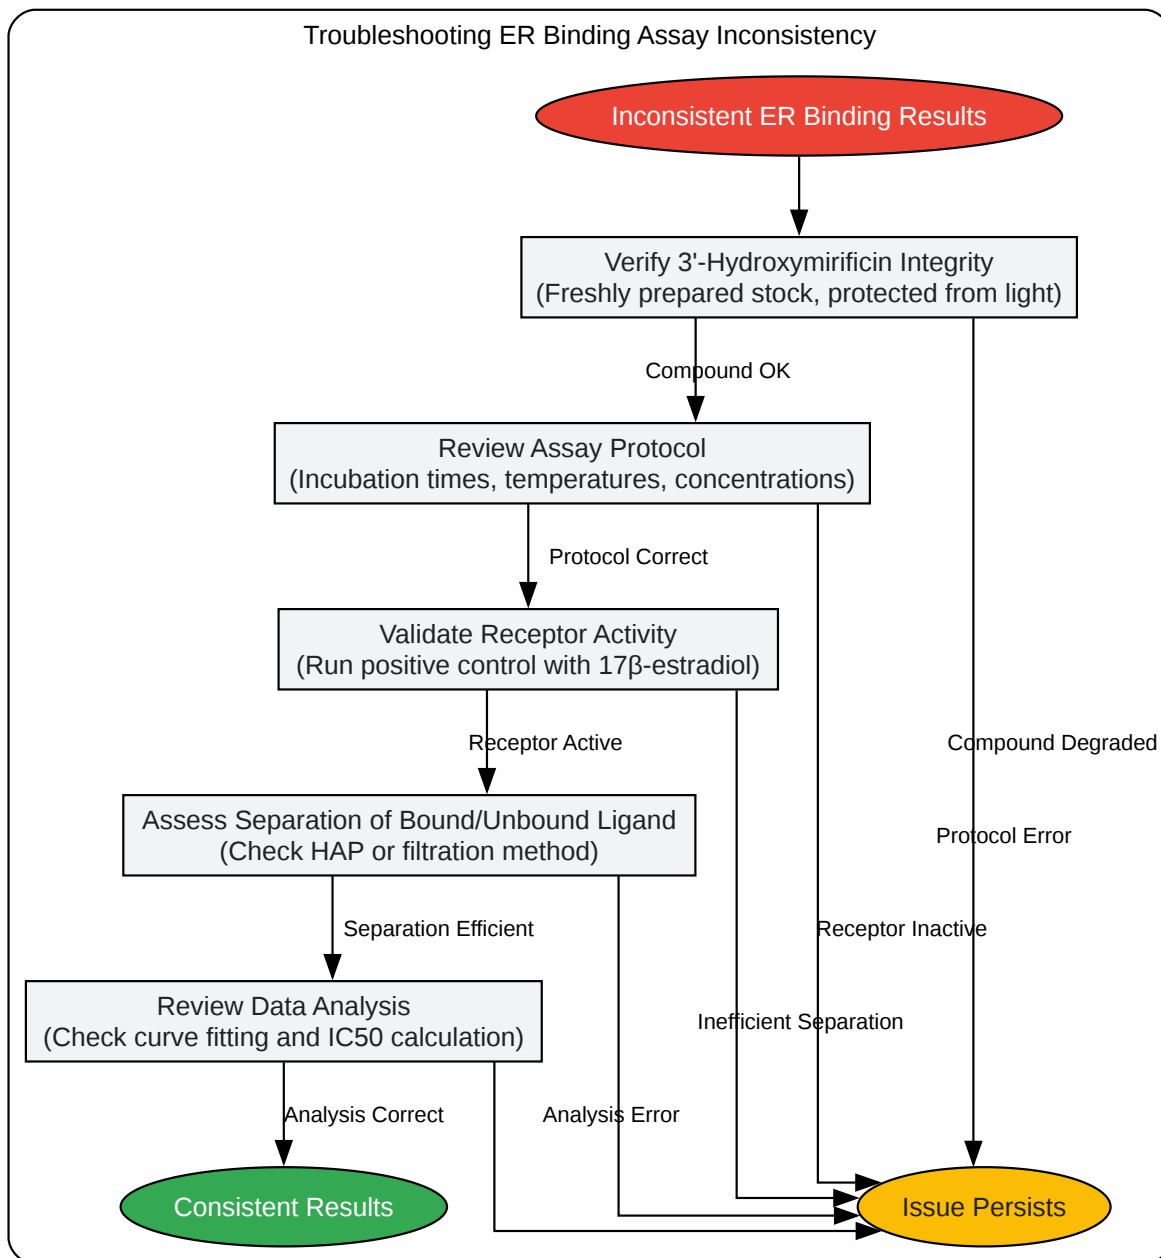 Troubleshooting ER Binding Assay Inconsistency
Inconsistent ER Binding Results
Verify 3'-Hydroxymirificin Integrity
(Freshly prepared stock, protected from light)
Compound OK
Review Assay Protocol
(Incubation times, temperatures, concentrations)
Protocol Correct
Validate Receptor Activity
(Run positive control with 17β-estradiol)
Receptor Active
Compound Degraded
Assess Separation of Bound/Unbound Ligand
(Check HAP or filtration method)
Protocol Error
Separation Efficient
Receptor Inactive
Review Data Analysis
(Check curve fitting and IC50 calculation)
Inefficient Separation
Analysis Correct
Analysis Error
Consistent Results
Issue Persists